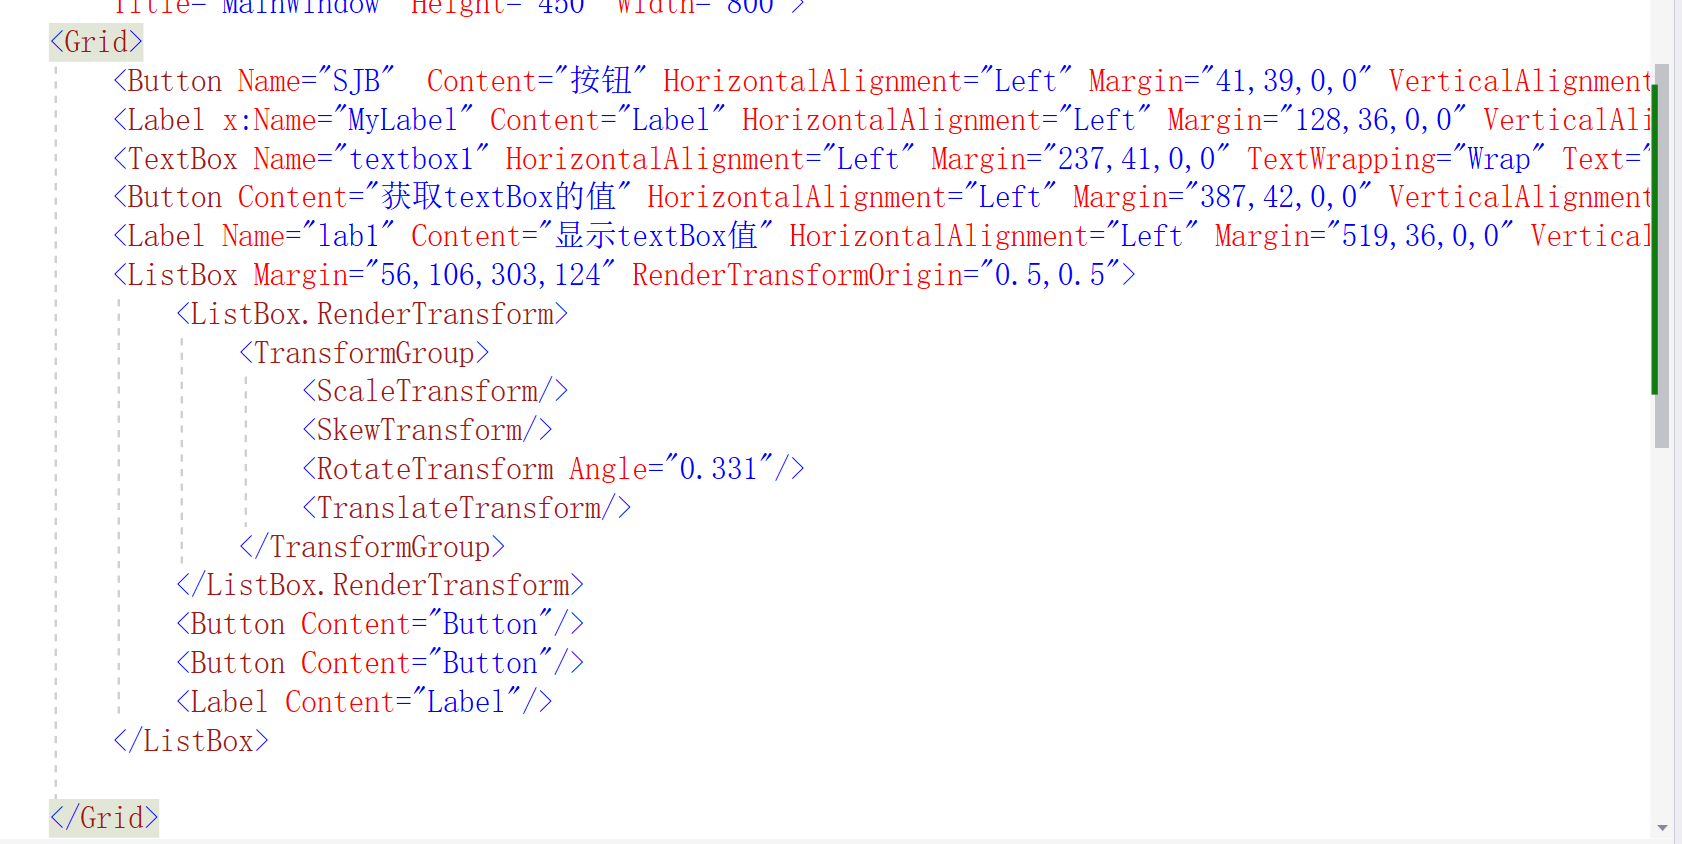 Title="MainWindow" Height="450" Width="800">
<Grid>
<Button Name="SJB"  Content="按钮" HorizontalAlignment="Left" Margin="41,39,0,0" VerticalAlignment
<Label x:Name="MyLabel" Content="Label" HorizontalAlignment="Left" Margin="128,36,0,0" VerticalAli
<TextBox Name="textbox1" HorizontalAlignment="Left" Margin="237,41,0,0" TextWrapping="Wrap" Text="
<Button Content="获取textBox的值" HorizontalAlignment="Left" Margin="387,42,0,0" VerticalAlignment
<Label Name="lab1" Content="显示textBox值" HorizontalAlignment="Left" Margin="519,36,0,0" Vertical
<ListBox Margin="56,106,303,124" RenderTransformOrigin="0.5,0.5">
<ListBox.RenderTransform>
<TransformGroup>
<ScaleTransform/>
<SkewTransform/>
<RotateTransform Angle="0.331"/>
<TranslateTransform/>
</TransformGroup>
</ListBox.RenderTransform>
<Button Content="Button"/>
<Button Content="Button"/>
<Label Content="Label"/>
</ListBox>
</Grid>